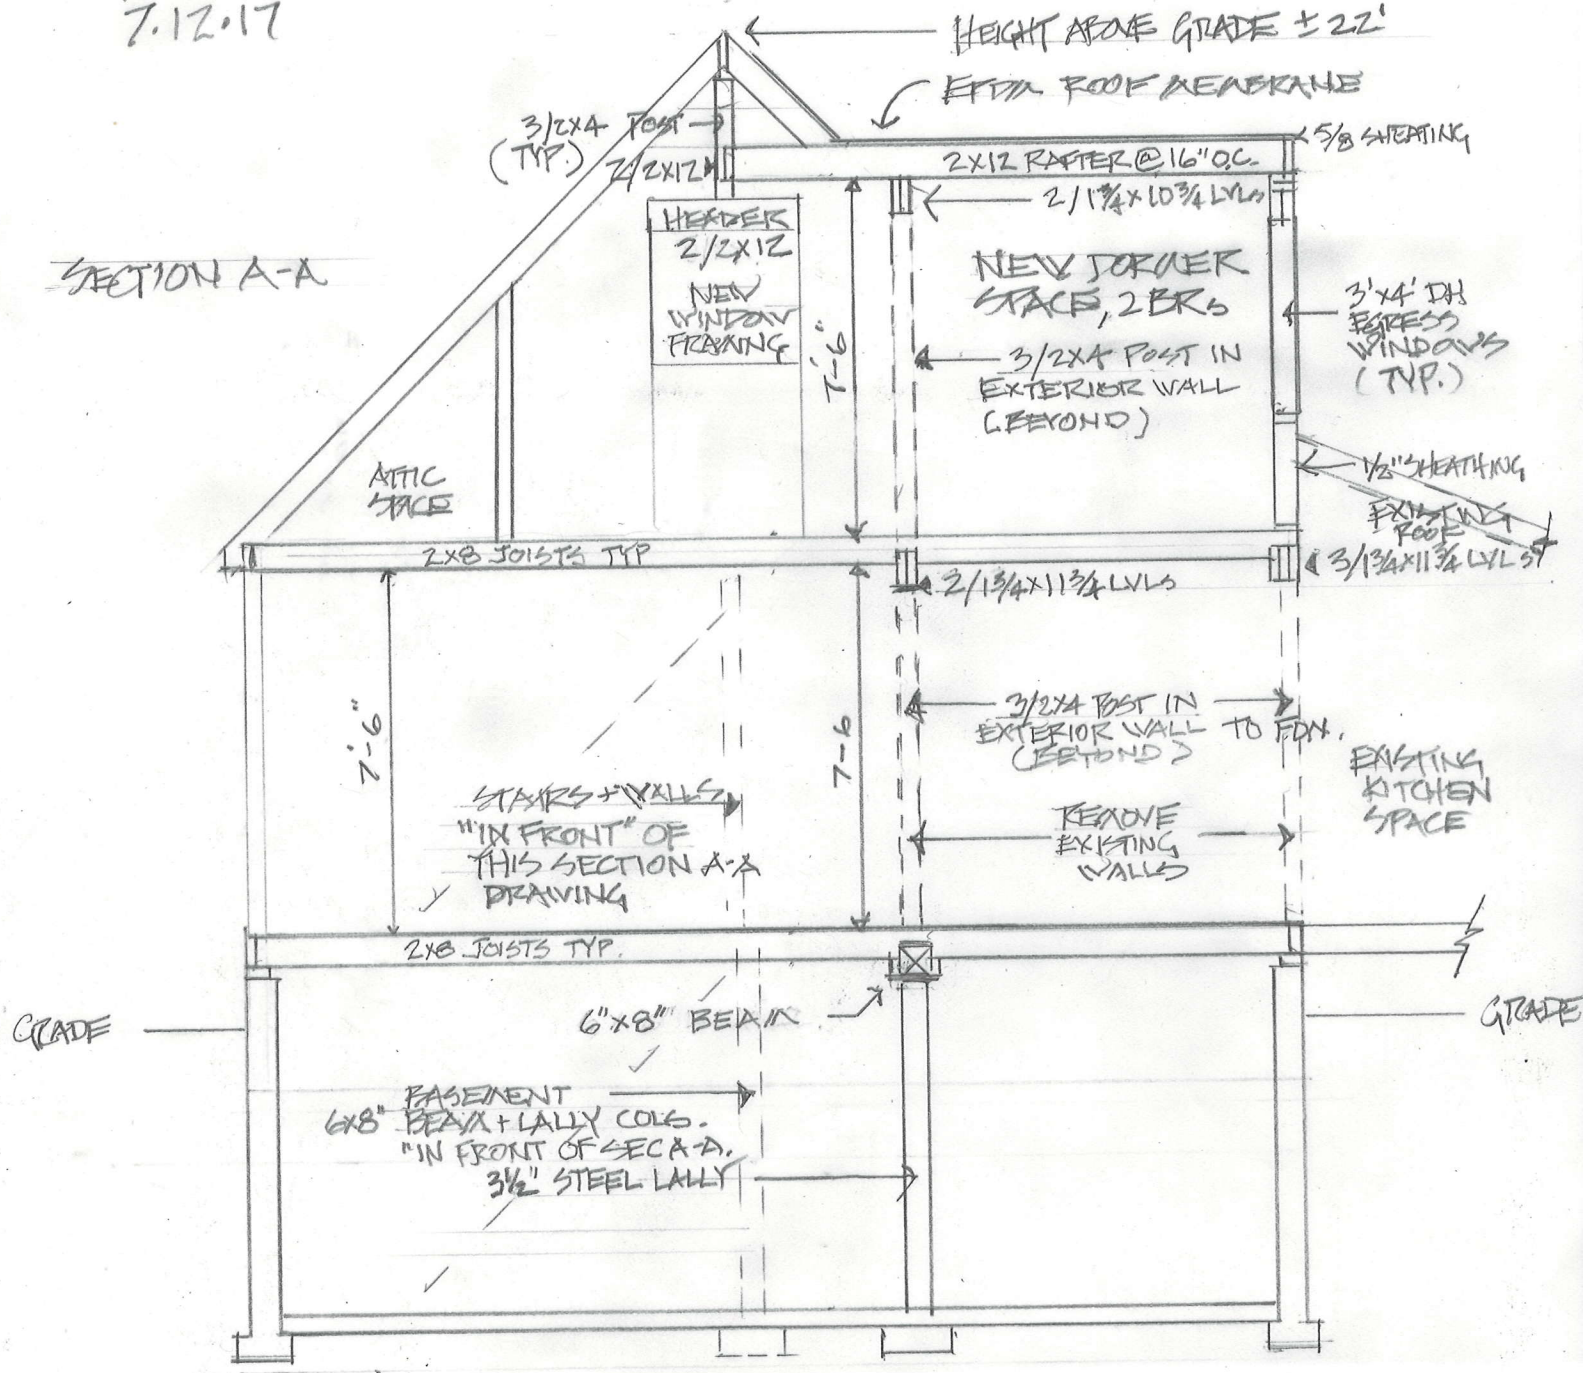 7.12.17
HEIGHT ABOVE GRADE ± 22'
EPDM ROOF MEMBRANE
3/2X4 POST
(TYP.)
5/8 SHEATING
2/2X12
2X12 RAFTER @ 16" O.C.
2/1 3/4 X 10 3/4 LVLs
HEADER
2/2X12
NEW
WINDOW
FRAMING
SECTION A-A
NEW DORMER
SPACE, 2 BRs
3'X4' DH
EGRESS
WINDOWS
(TYP.)
7'-6"
3/2X4 POST IN
EXTERIOR WALL
(BEYOND)
ATTIC
SPACE
1/2" SHEATHING
EXISTING
ROOF
2X8 JOISTS TYP
2/1 3/4 X 11 3/4 LVLs
3/1 3/4 X 11 3/4 LVLS
7'-6"
7-6
3/2X4 POST IN
EXTERIOR WALL TO FDN.
(BEYOND)
EXISTING
KITCHEN
SPACE
STAIRS + WALLS
"IN FRONT" OF
THIS SECTION A-A
DRAWING
REMOVE
EXISTING
WALLS
2X8 JOISTS TYP.
GRADE
6"X8" BEAM
GRADE
BASEMENT
6X8" BEAM + LALLY COLS.
"IN FRONT OF SEC A-A.
3 1/2" STEEL LALLY